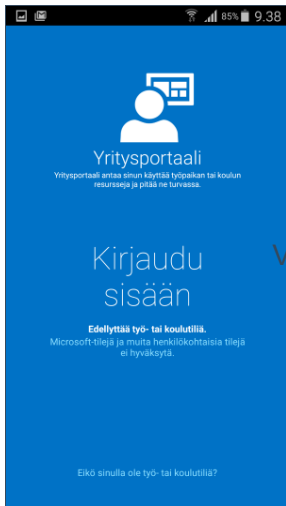 85% 9.38
Yritysportaali
Yritysportaali antaa sinun käyttää työpaikan tai koulun
resursseja ja pitää ne turvassa.
Kirjaudu
sisään
Edellyttää työ- tai koulutiliä.
Microsoft-tilejä ja muita henkilökohtaisia tilejä
ei hyväksytä.
Eikö sinulla ole työ- tai koulutiliä?